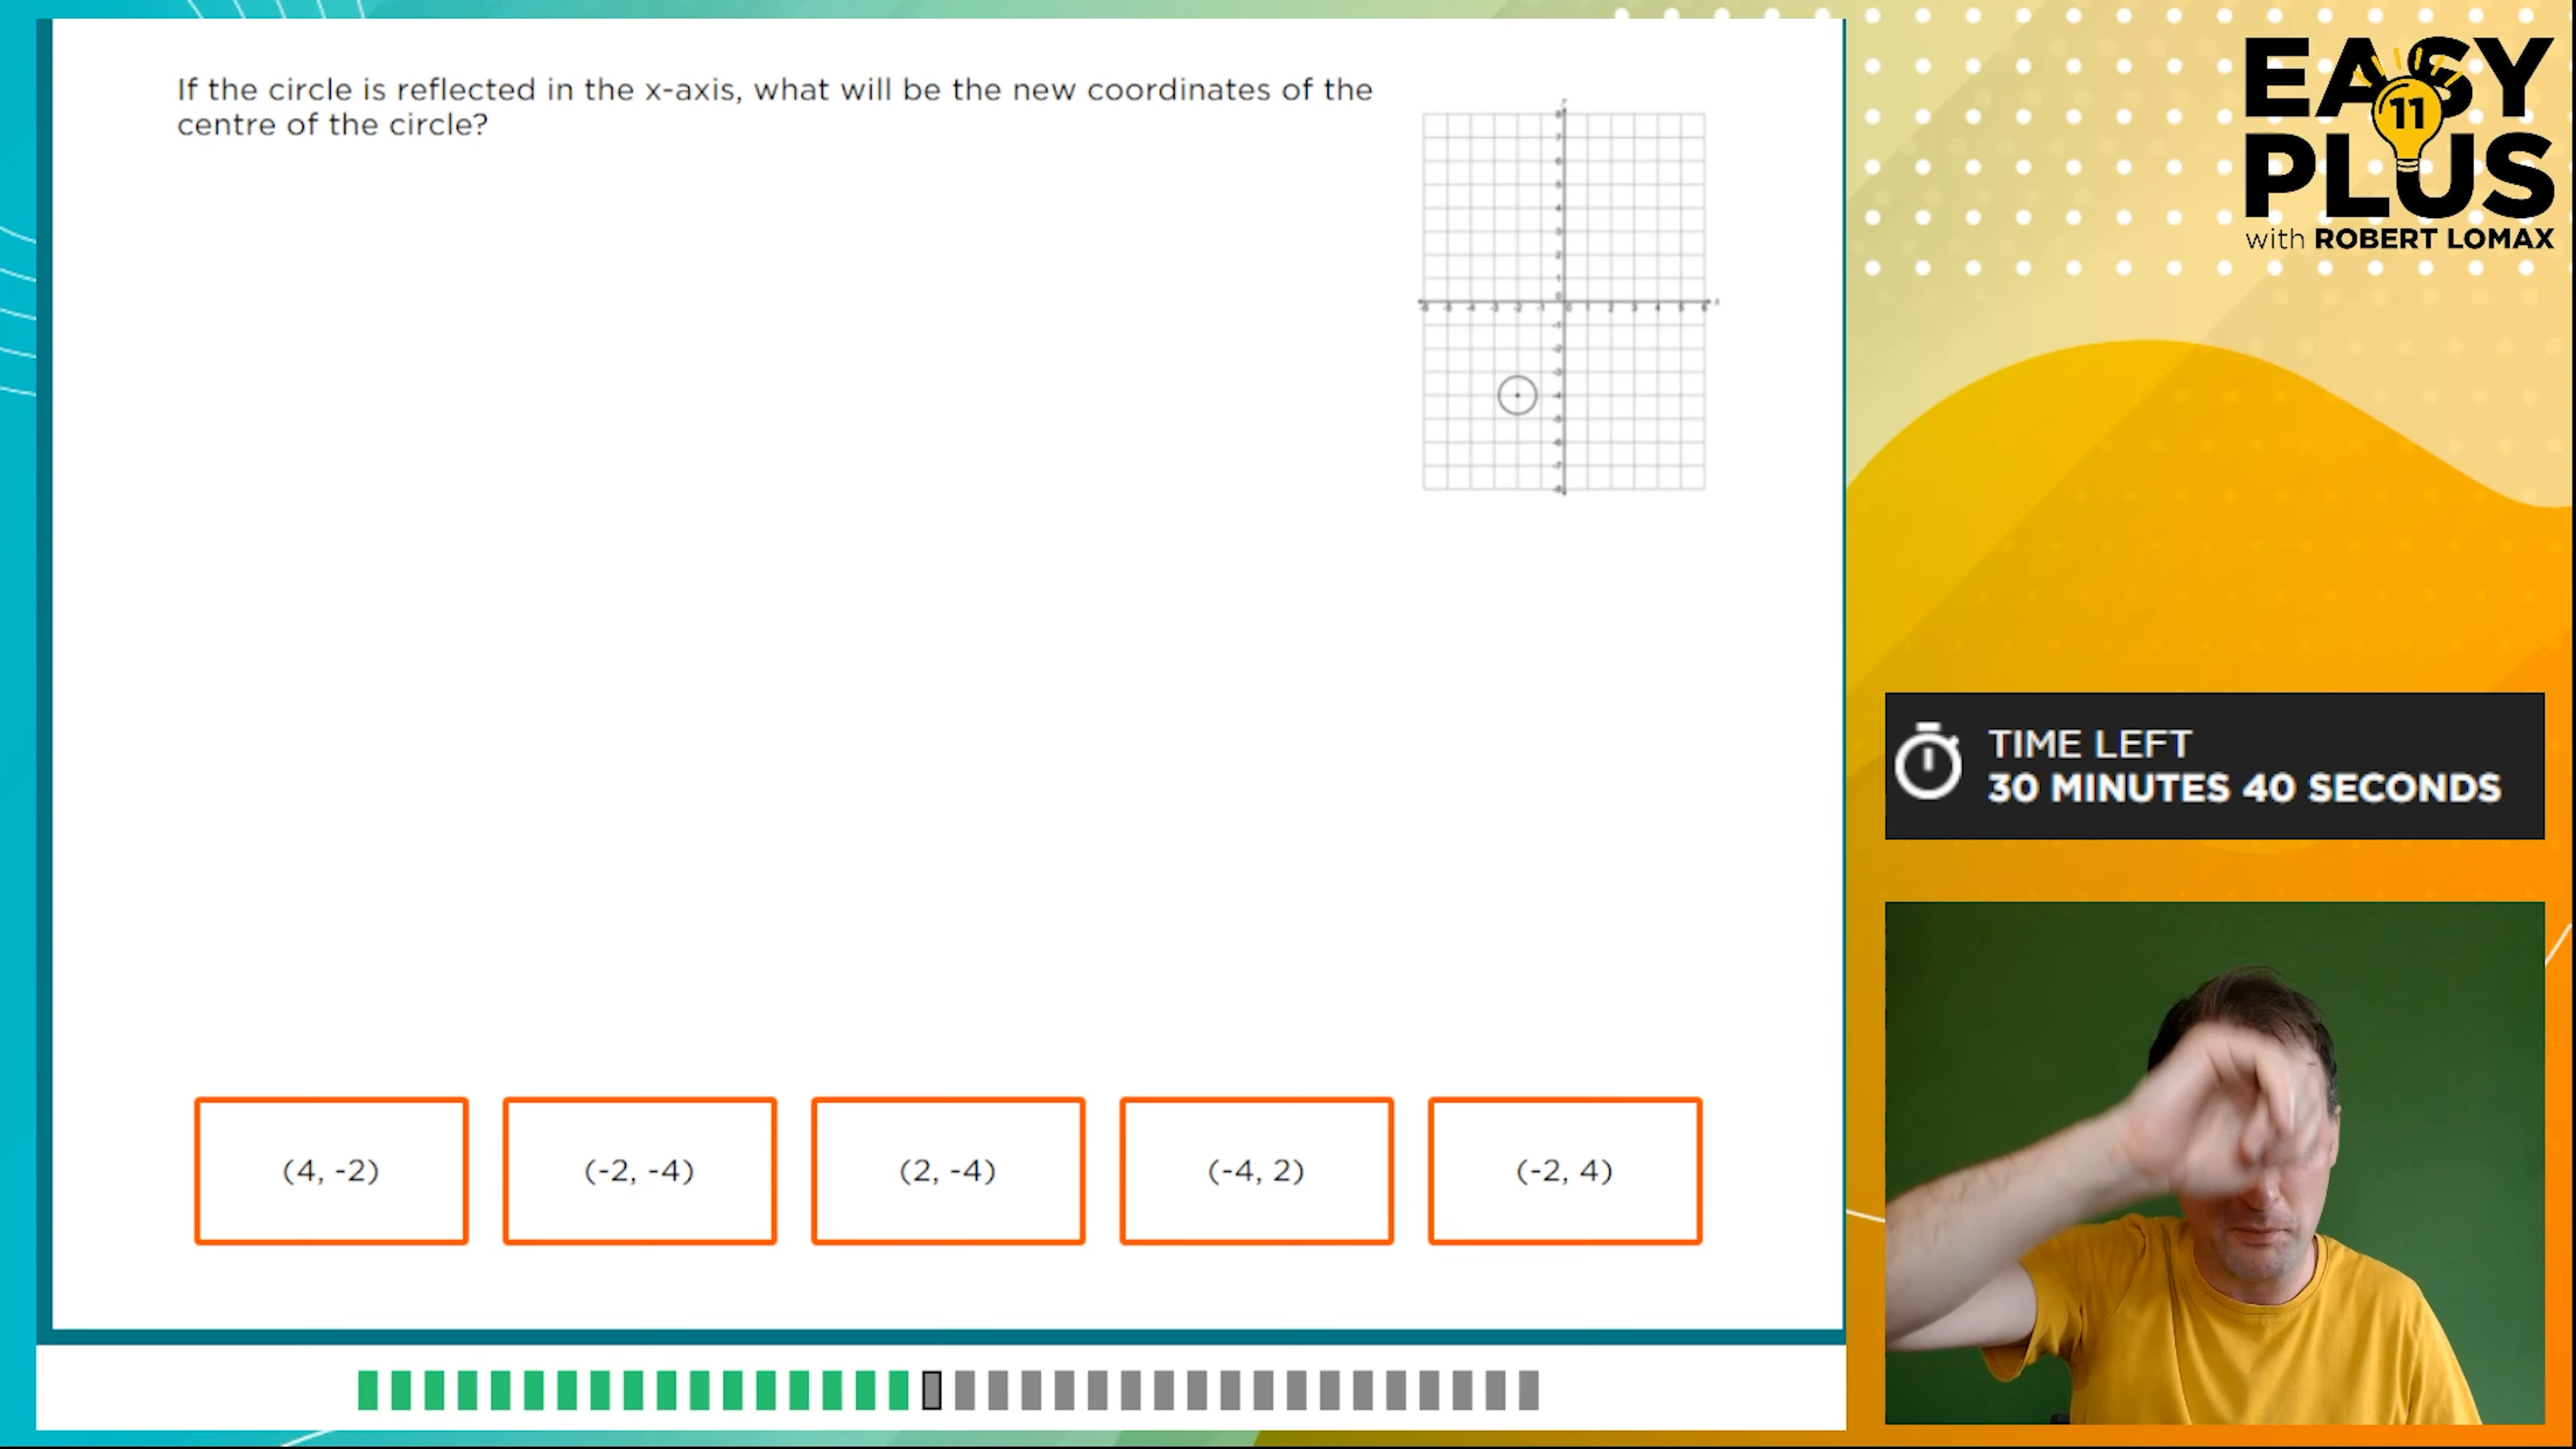 If the circle is reflected in the x-axis, what will be the new coordinates of the
centre of the circle?
(4, -2)
(-2, -4)
(2, -4)
(-4, 2)
(-2, 4)
EASY
11
PLUS
with ROBERT LOMAX
TIME LEFT
30 MINUTES 40 SECONDS